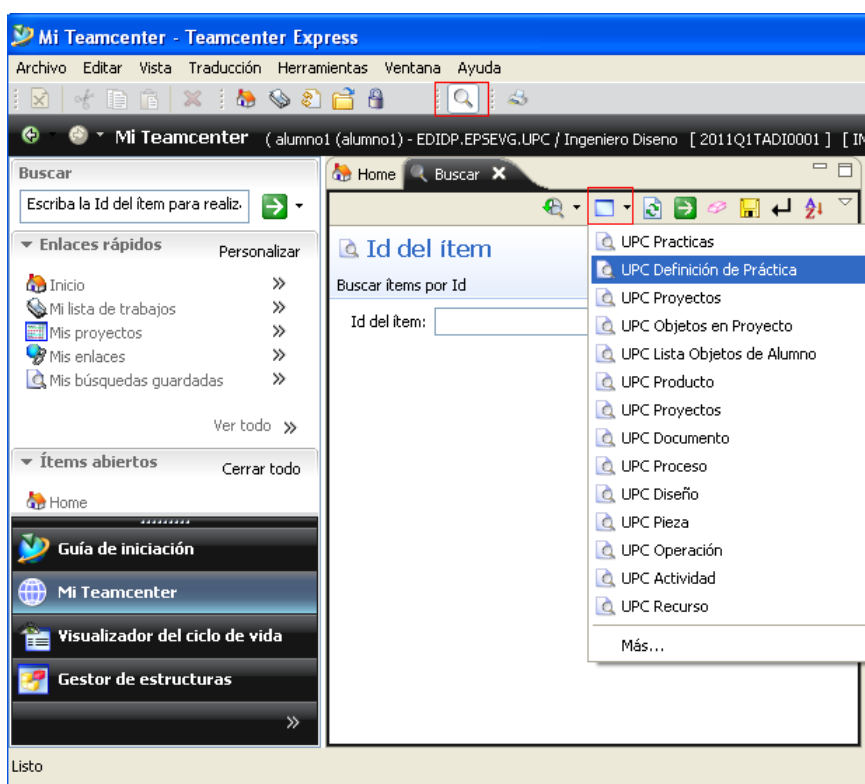 Mi Teamcenter - Teamcenter Express
Archivo Editar Vista Traducción Herramientas Ventana Ayuda
Mi Teamcenter ( alumno1 (alumno1) - EDIDP.EPSEVG.UPC / Ingeniero Diseno [ 2011Q1TADI0001 ] [ IM
Buscar
Escriba la Id del ítem para realiz.
Enlaces rápidos Personalizar
Inicio
Mi lista de trabajos
Mis proyectos
Mis enlaces
Mis búsquedas guardadas
Ver todo
Ítems abiertos Cerrar todo
Home
Guía de iniciación
Mi Teamcenter
Visualizador del ciclo de vida
Gestor de estructuras
Home Buscar
Id del ítem
Buscar ítems por Id
Id del ítem:
UPC Practicas
UPC Definición de Práctica
UPC Proyectos
UPC Objetos en Proyecto
UPC Lista Objetos de Alumno
UPC Producto
UPC Proyectos
UPC Documento
UPC Proceso
UPC Diseño
UPC Pieza
UPC Operación
UPC Actividad
UPC Recurso
Más...
Listo